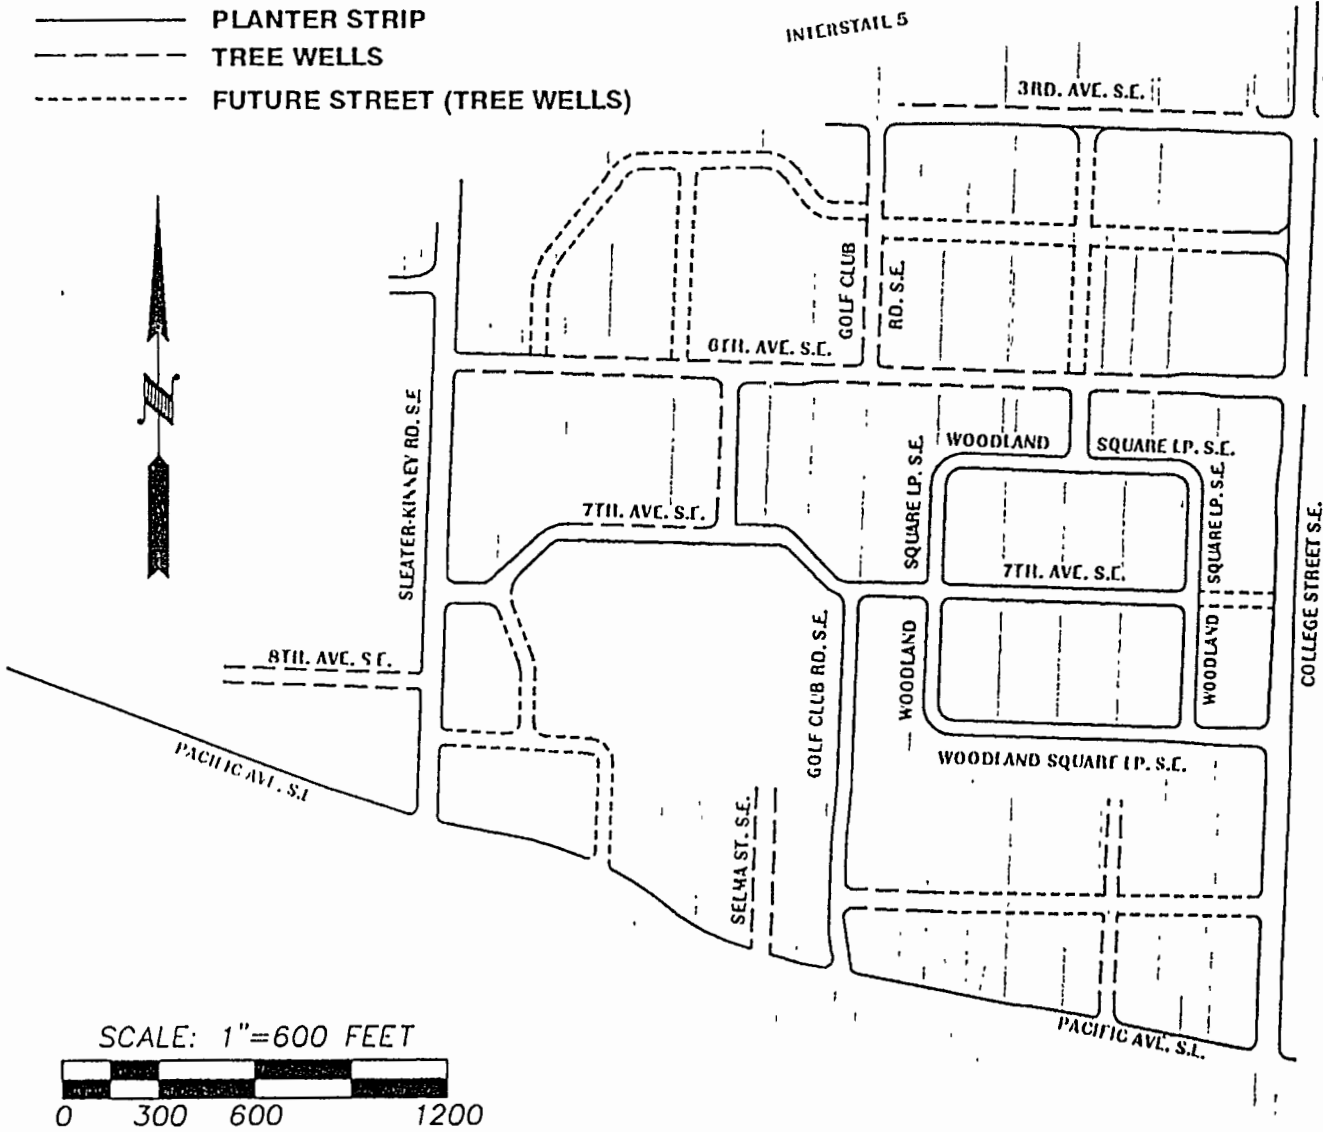 PLANTER STRIP
TREE WELLS
FUTURE STREET (TREE WELLS)
INTERSTATE 5
3RD. AVE. S.E.
GOLF CLUB
RD. S.E.
6TH. AVE. S.E.
SLEATER-KINNEY RD. S.E
WOODLAND
SQUARE LP. S.E.
SQUARE LP. S.E.
SQUARE LP. S.E.
7TH. AVE. S.E.
7TH. AVE. S.E.
COLLEGE STREET S.E.
8TH. AVE. S.E.
GOLF CLUB RD. S.E.
WOODLAND
WOODLAND
PACIFIC AVE. S.E
WOODLAND SQUARE LP. S.E.
SELMA ST. S.E.
PACIFIC AVE. S.E.
SCALE: 1"=600 FEET
0 300 600 1200